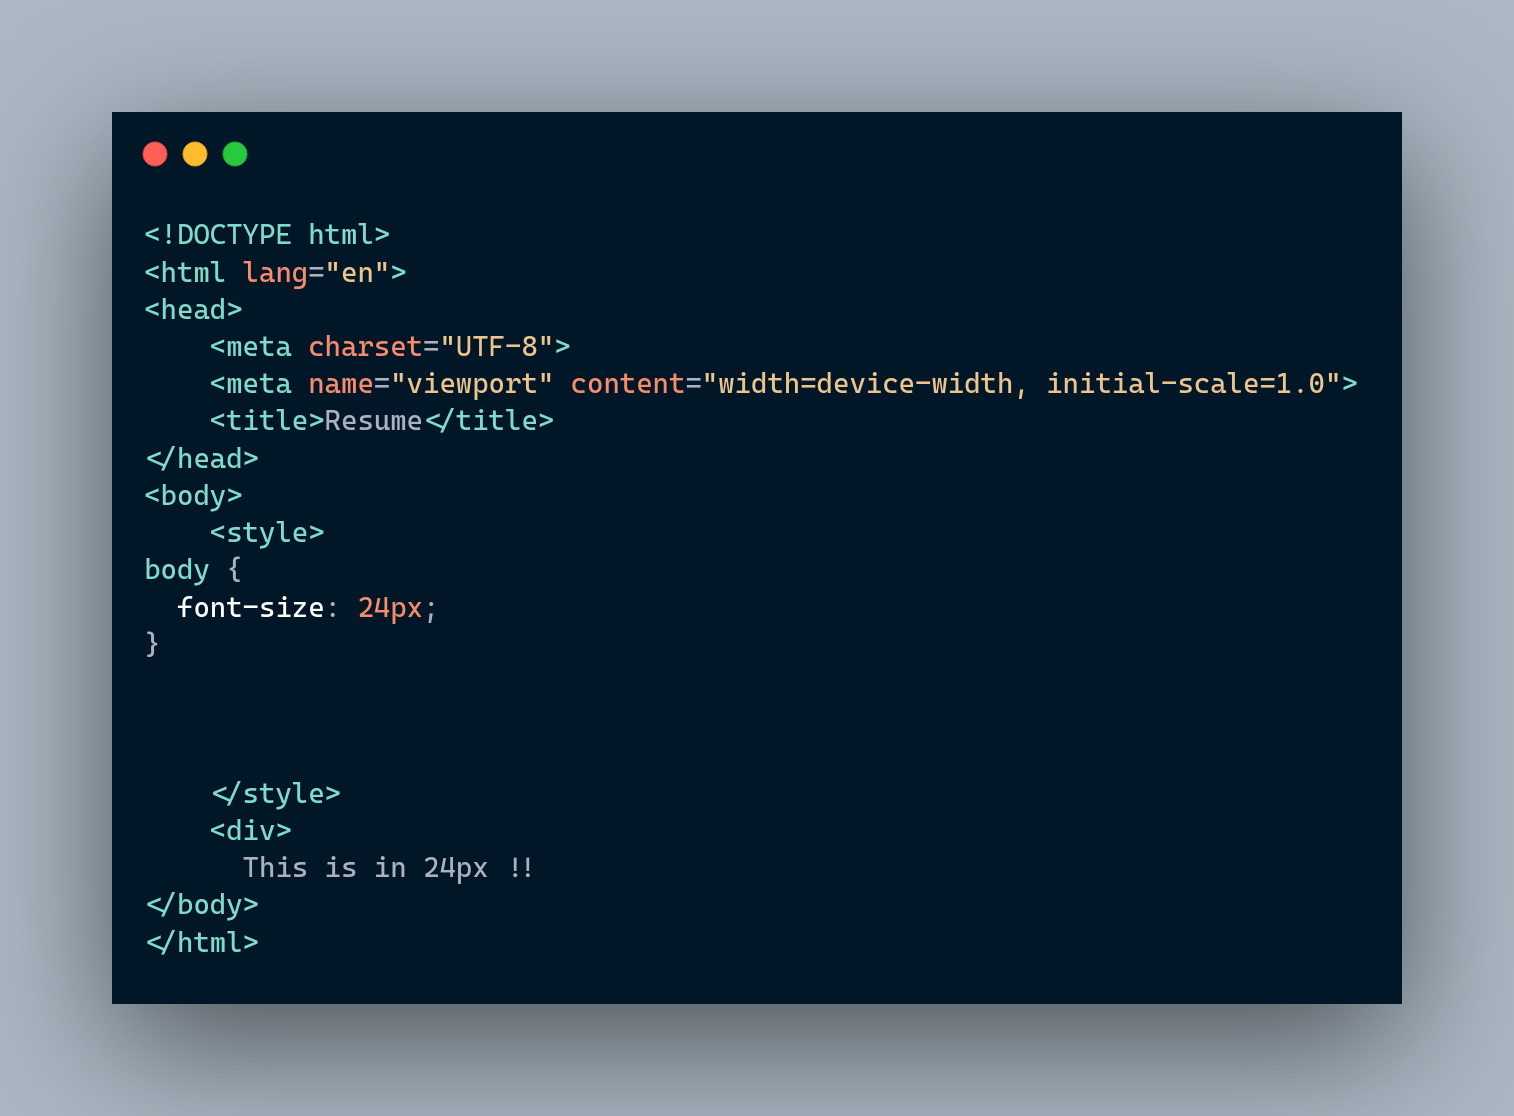 <!DOCTYPE html>
<html lang="en">
<head>
    <meta charset="UTF-8">
    <meta name="viewport" content="width=device-width, initial-scale=1.0">
    <title>Resume</title>
</head>
<body>
    <style>
body {
  font-size: 24px;
}
    </style>
    <div>
      This is in 24px !!
</body>
</html>